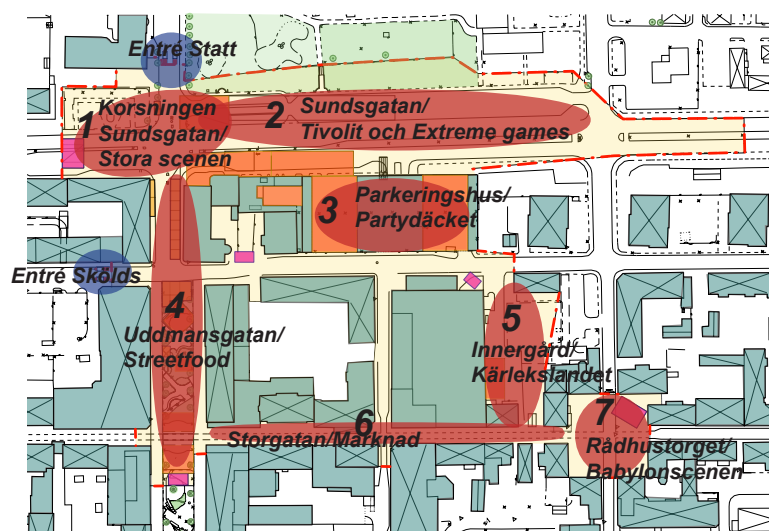 Entré Statt
1
Korsningen
Sundsgatan/
Stora scenen
2
Sundsgatan/
Tivolit och Extreme games
3
Parkeringshus/
Partydäcket
Entré Skölds
4
Uddmansgatan/
Streetfood
5
Innergård/
Kärlekslandet
6
Storgatan/Marknad
7
Rådhustorget/
Babylonscenen